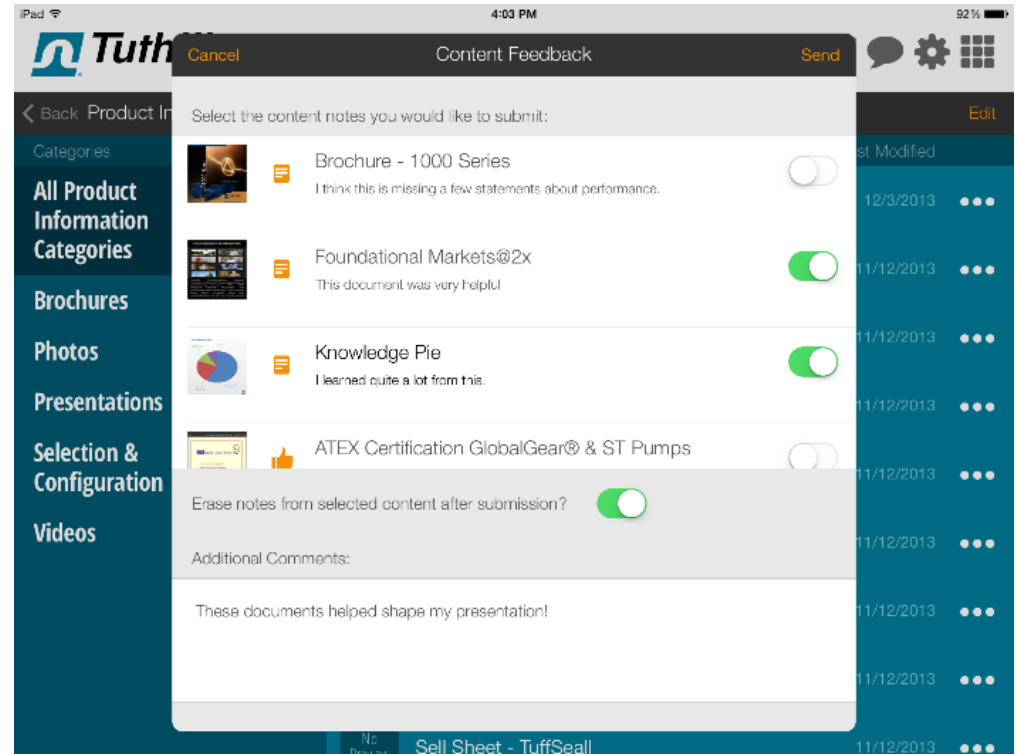 iPad
4:03 PM
92%
Tuth
Cancel
Content Feedback
Send
Back
Product In
Edit
Select the content notes you would like to submit:
Categories
st Modified
All Product
Information
Categories
Brochures
Photos
Presentations
Selection &
Configuration
Videos
Brochure - 1000 Series
I think this is missing a few statements about performance.
12/3/2013
Foundational Markets@2x
This document was very helpful
11/12/2013
Knowledge Pie
I learned quite a lot from this.
11/12/2013
11/12/2013
ATEX Certification GlobalGear® & ST Pumps
11/12/2013
Erase notes from selected content after submission?
11/12/2013
Additional Comments:
These documents helped shape my presentation!
11/12/2013
11/12/2013
No
Sell Sheet - TuffSeall
11/12/2013